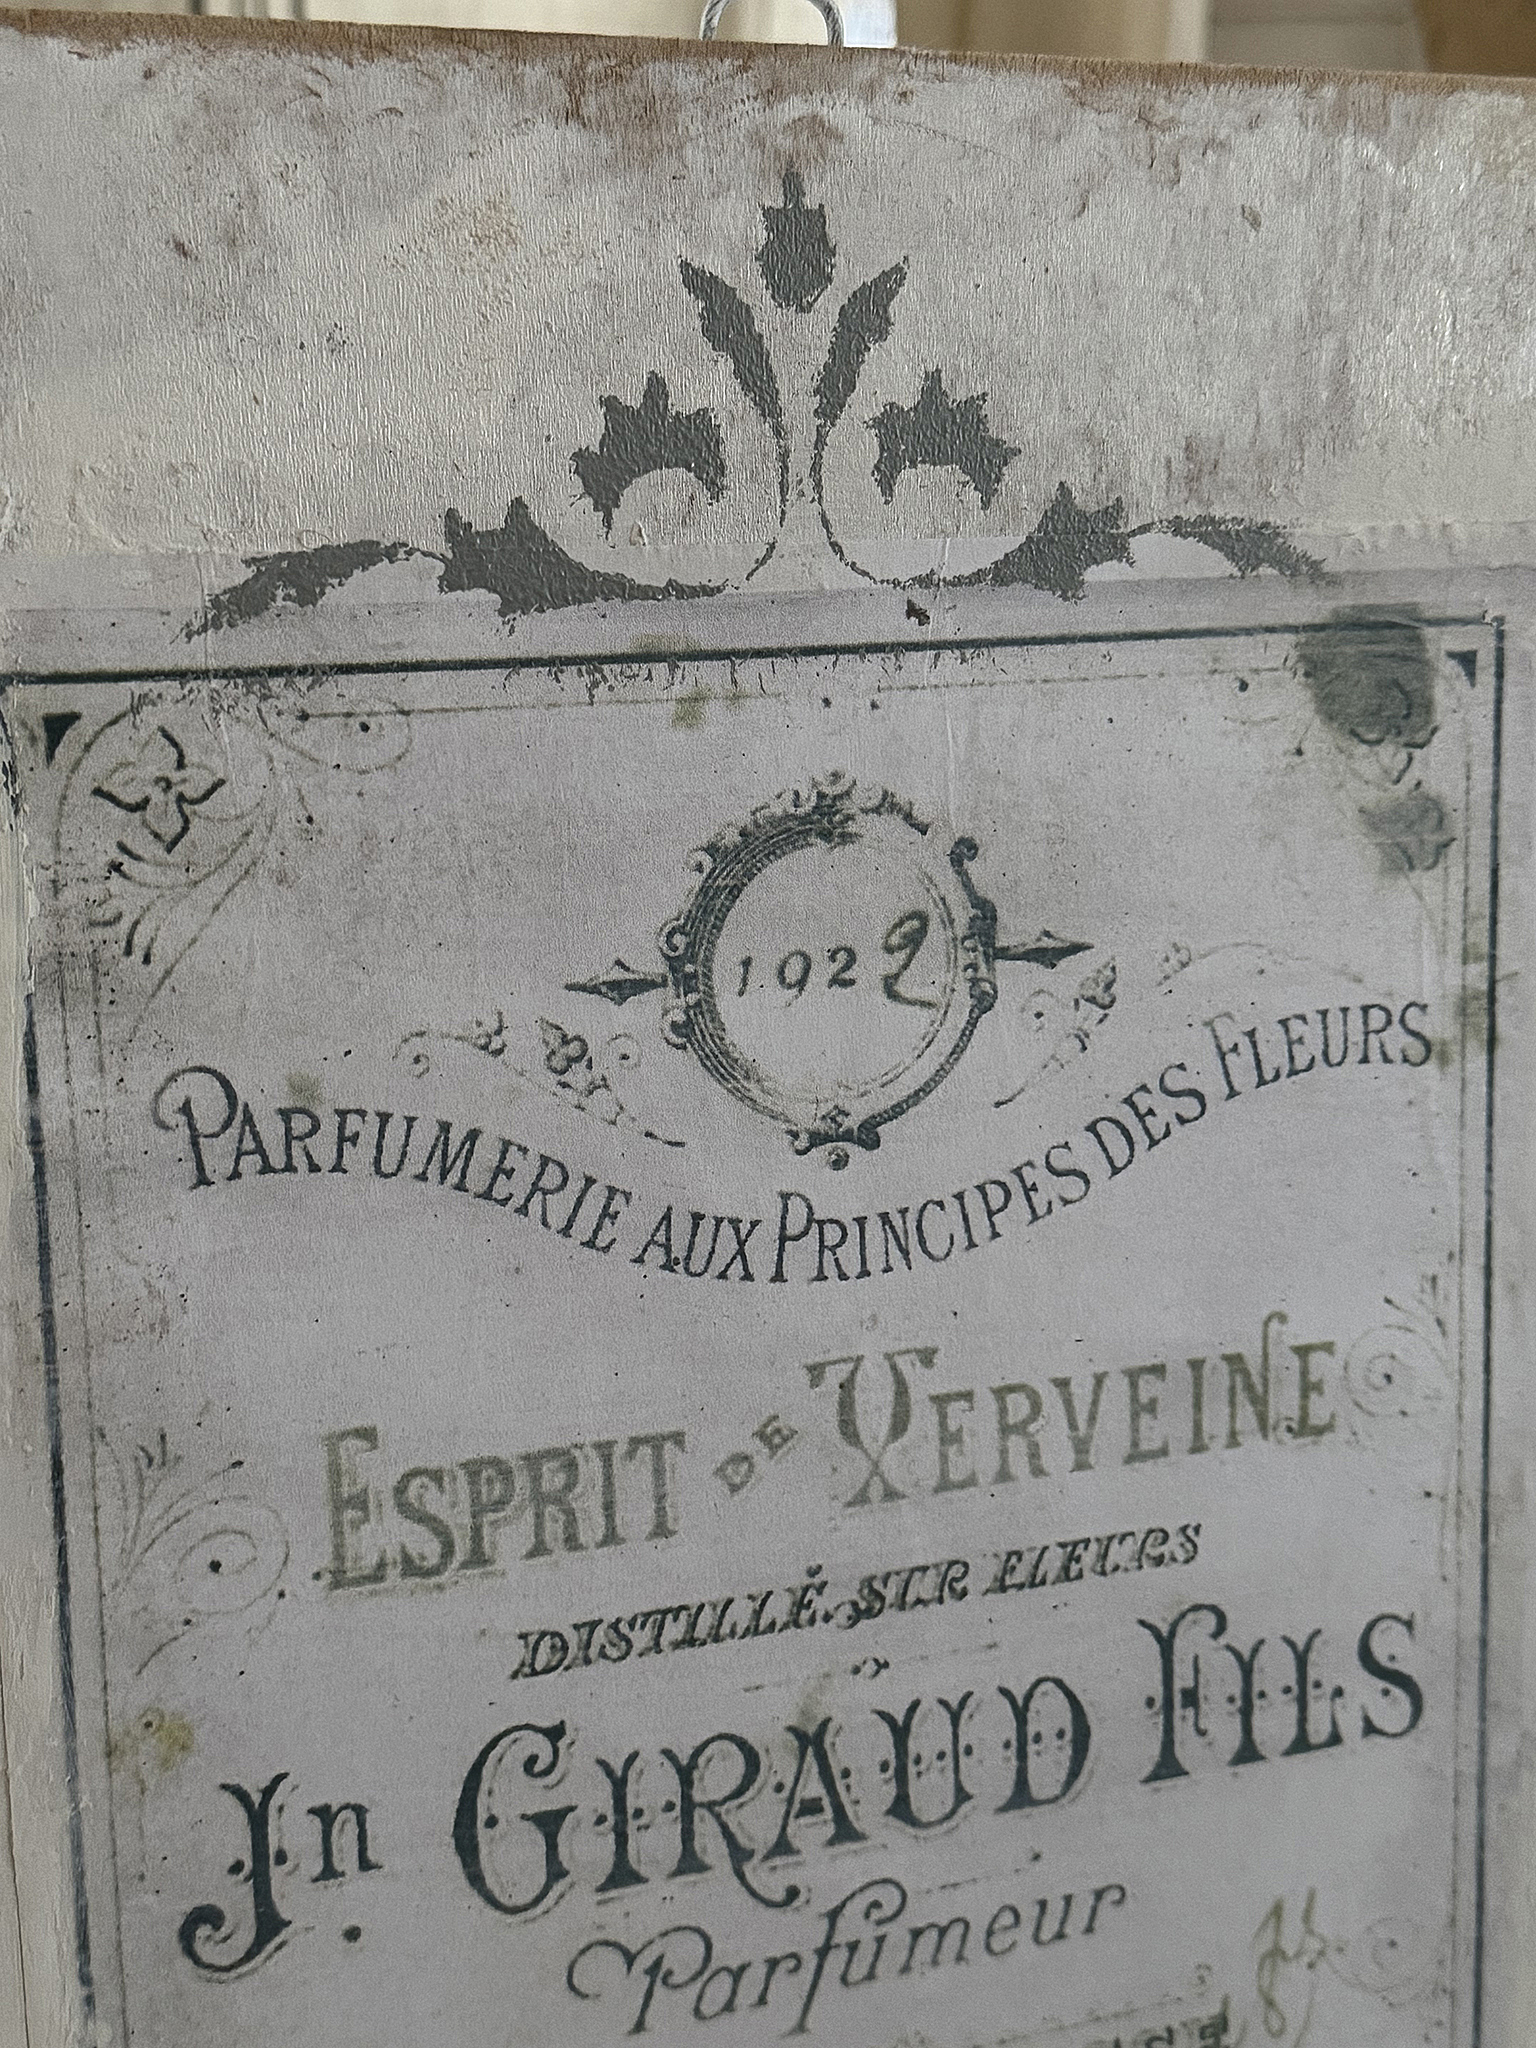 1929
PARFUMERIE AUX PRINCIPES DES FLEURS
ESPRIT DE VERVEINE
DISTILLÉ SUR FLEURS
Jn. GIRAUD FILS
Parfumeur